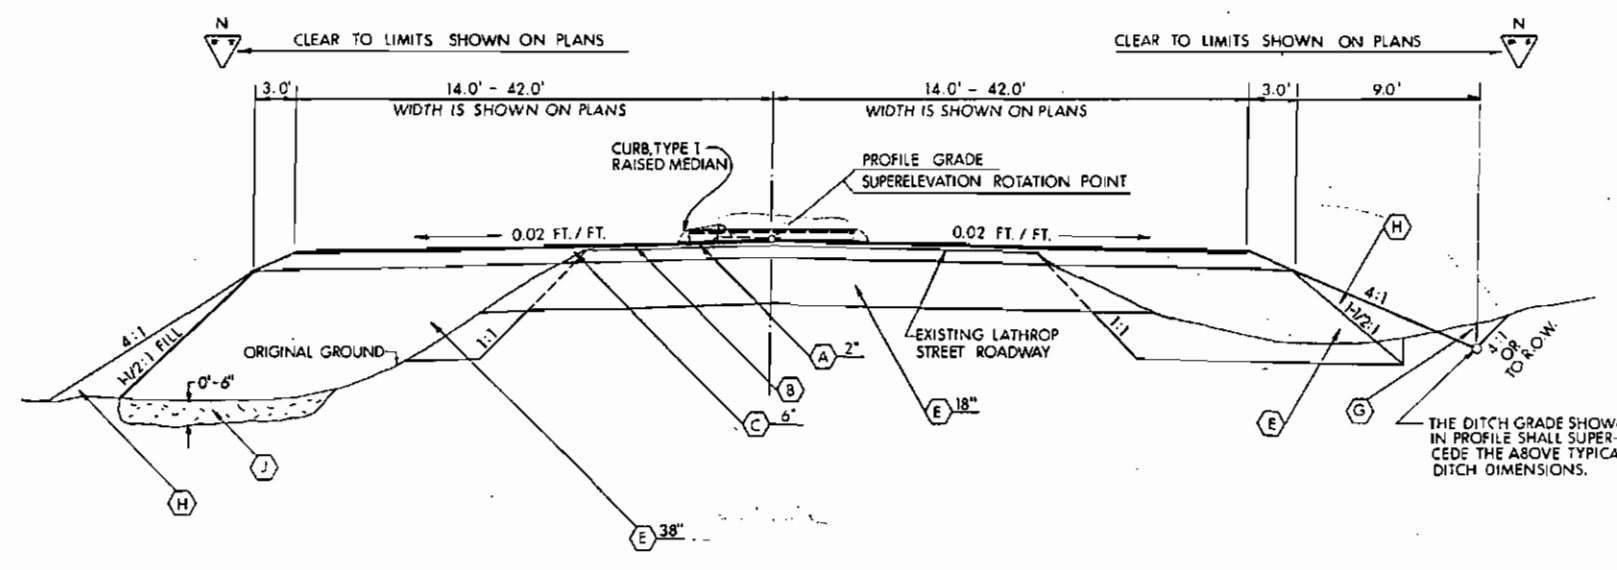 N
N
CLEAR TO LIMITS SHOWN ON PLANS
CLEAR TO LIMITS SHOWN ON PLANS
3.0'
14.0' - 42.0'
14.0' - 42.0'
3.0'
9.0'
WIDTH IS SHOWN ON PLANS
WIDTH IS SHOWN ON PLANS
CURB, TYPE I
RAISED MEDIAN
PROFILE GRADE
SUPERELEVATION ROTATION POINT
0.02 FT./FT.
0.02 FT./FT.
H
4:1
1-1/2:1 FILL
ORIGINAL GROUND
1:1
EXISTING LATHROP
STREET ROADWAY
1:1
4:1
1-1/2:1
4:1
OR
TO R.O.W.
0'-6"
A 2"
B
C 6"
E 18"
E
G
THE DITCH GRADE SHOW
IN PROFILE SHALL SUPER-
CEDE THE ABOVE TYPICA
DITCH DIMENSIONS.
J
H
E 38"